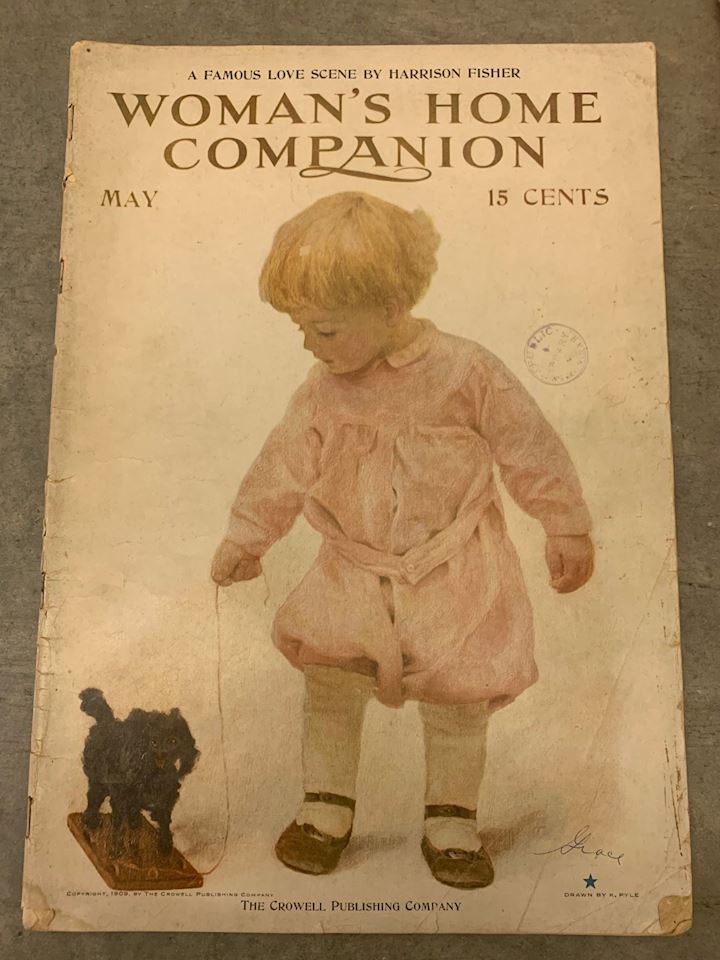 A FAMOUS LOVE SCENE BY HARRISON FISHER
WOMAN'S HOME
COMPANION
MAY
15 CENTS
Grace
COPYRIGHT, 1909, BY THE CROWELL PUBLISHING COMPANY
DRAWN BY K. PYLE
THE CROWELL PUBLISHING COMPANY